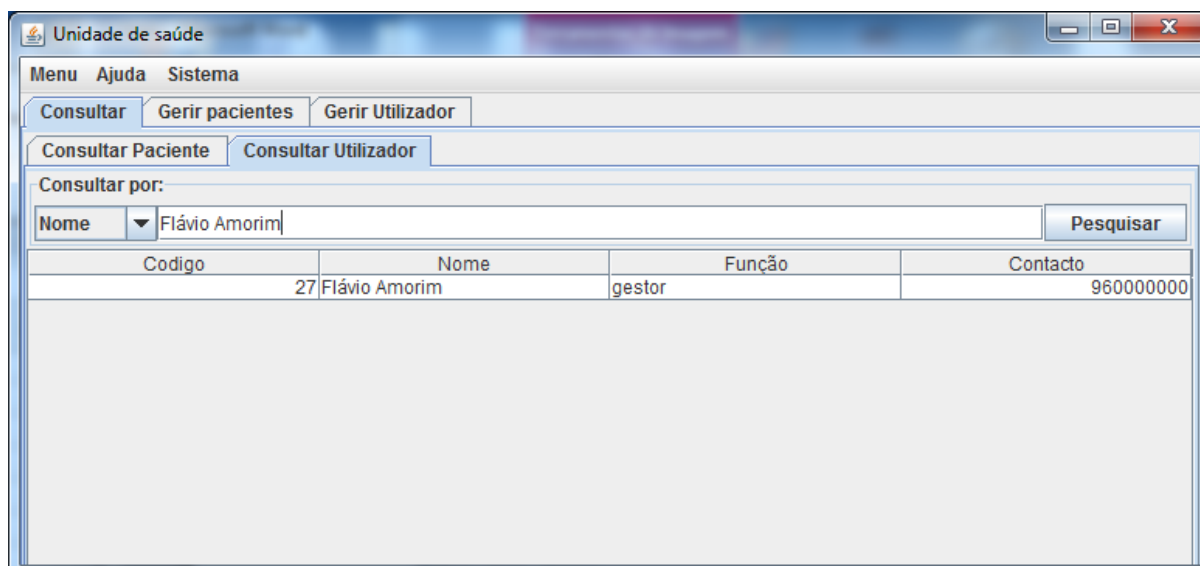 Unidade de saúde
Menu Ajuda Sistema
Consultar Gerir pacientes Gerir Utilizador
Consultar Paciente Consultar Utilizador
Consultar por:
Nome Flávio Amorim Pesquisar
Codigo Nome Função Contacto
27 Flávio Amorim gestor 960000000